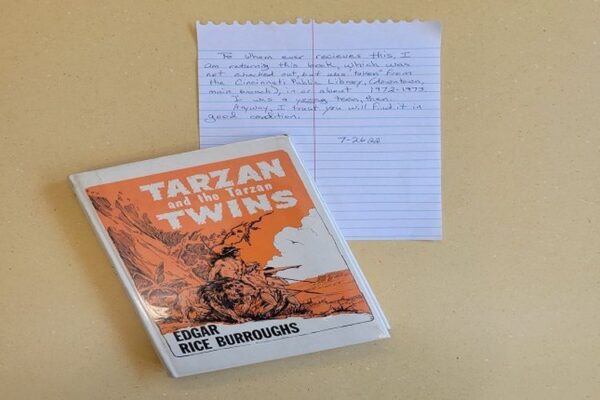 To Whom ever recieves this, I
am returning this book, which was
not checked out, but was taken from
the Cincinnati Public Library, (downtown,
main branch), in or about 1972-1973.
I was a young teen, then.
Anyway, I trust you will find it in
good condition.
7-26-22
TARZAN
and the Tarzan
TWINS
EDGAR
RICE BURROUGHS